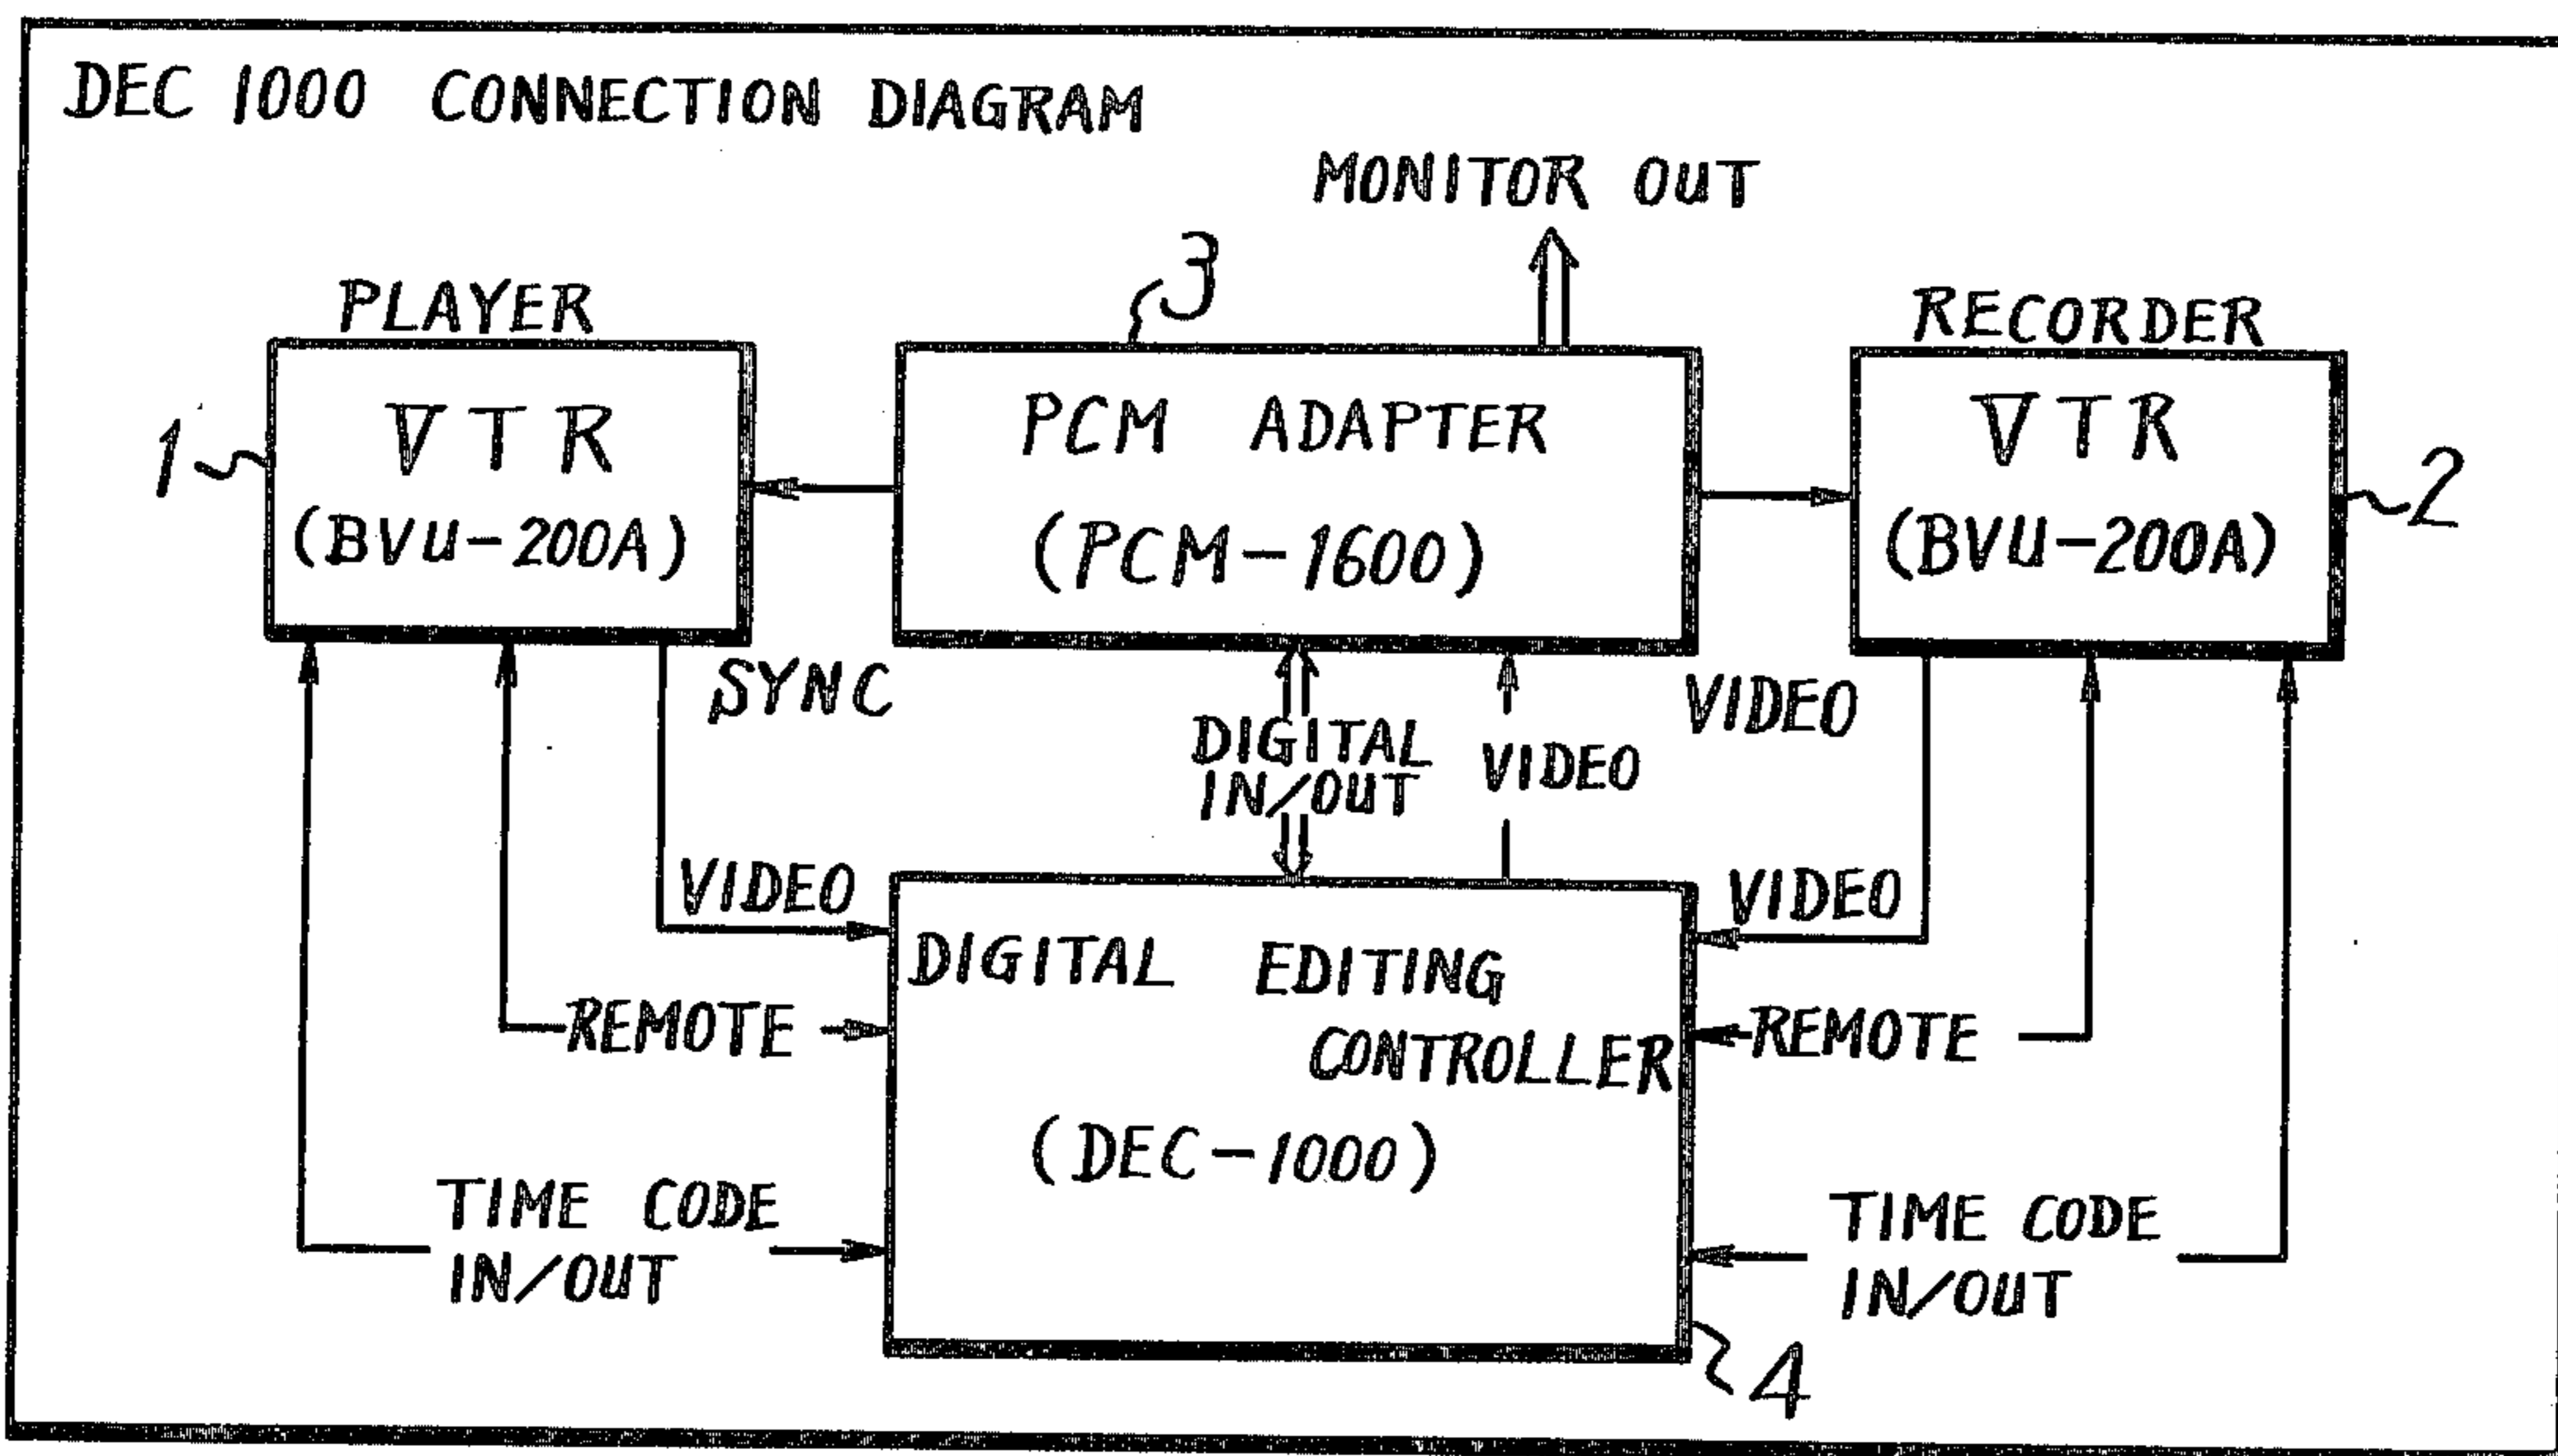 DEC 1000 CONNECTION DIAGRAM
MONITOR OUT
3
PLAYER
RECORDER
1
VTR
(BVU-200A)
PCM ADAPTER
(PCM-1600)
VTR
(BVU-200A)
2
SYNC
VIDEO
DIGITAL
IN/OUT
VIDEO
VIDEO
VIDEO
DIGITAL EDITING
CONTROLLER
(DEC-1000)
REMOTE
REMOTE
TIME CODE
IN/OUT
TIME CODE
IN/OUT
4